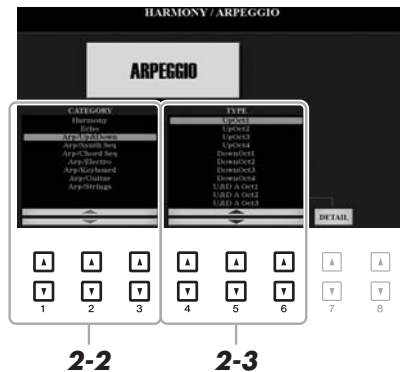 HARMONY / ARPEGGIO
ARPEGGIO
CATEGORY
Harmony
Echo
Arp/Up&Down
Arp/Synth Seq
Arp/Chord Seq
Arp/Electro
Arp/Keyboard
Arp/Guitar
Arp/Strings
TYPE
UpOct1
UpOct2
UpOct3
UpOct4
DownOct1
DownOct2
DownOct3
DownOct4
U&D A Oct1
U&D A Oct2
U&D A Oct3
DETAIL
1 2 3 4 5 6 7 8
2-2 2-3